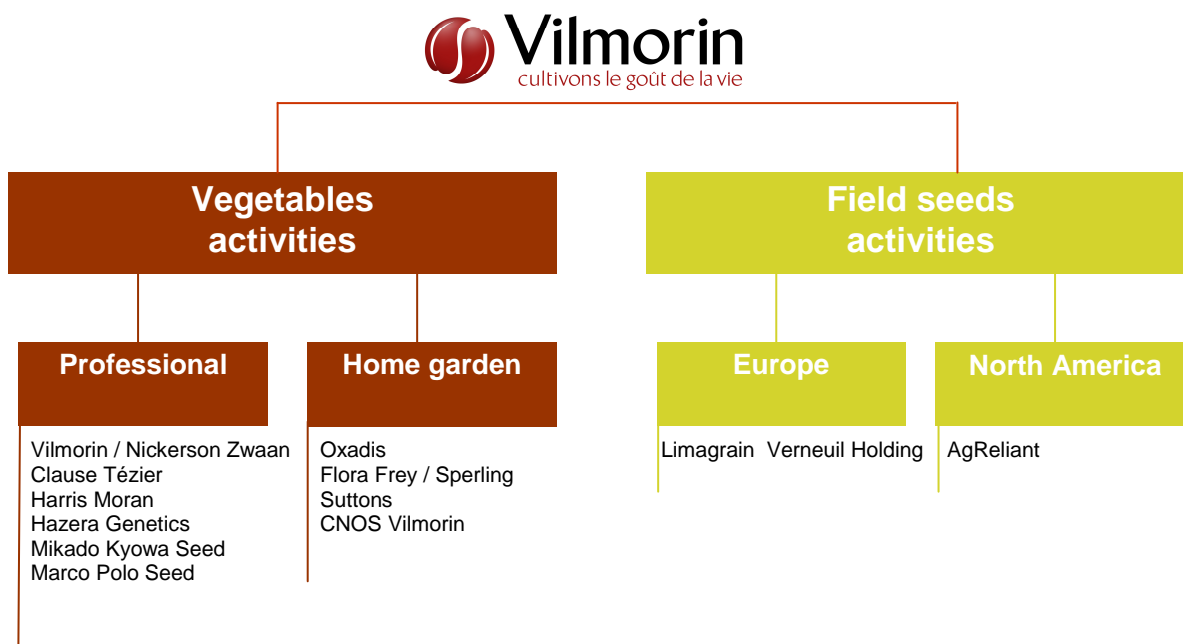 Vilmorin
cultivons le goût de la vie
Vegetables
activities
Field seeds
activities
Professional
Home garden
Europe
North America
Vilmorin / Nickerson Zwaan
Clause Tézier
Harris Moran
Hazera Genetics
Mikado Kyowa Seed
Marco Polo Seed
Oxadis
Flora Frey / Sperling
Suttons
CNOS Vilmorin
Limagrain Verneuil Holding
AgReliant